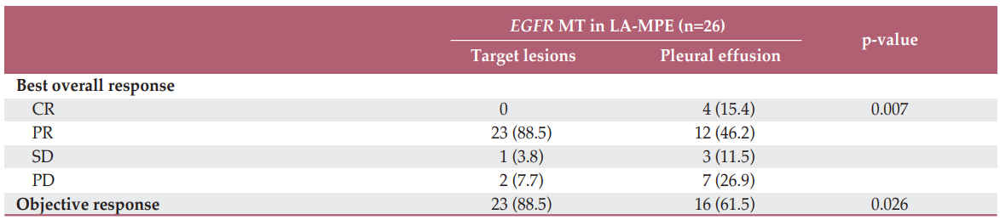 EGFR MT in LA-MPE (n=26) p-value
Target lesions Pleural effusion
Best overall response
CR 0 4 (15.4) 0.007
PR 23 (88.5) 12 (46.2)
SD 1 (3.8) 3 (11.5)
PD 2 (7.7) 7 (26.9)
Objective response 23 (88.5) 16 (61.5) 0.026